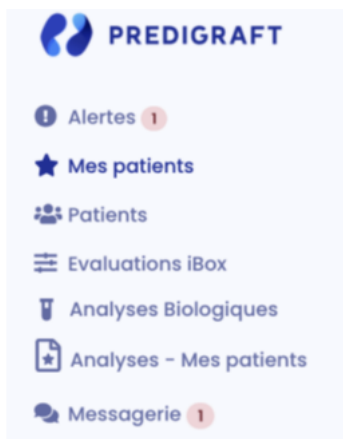 PREDIGRAFT
Alertes 1
Mes patients
Patients
Evaluations iBox
Analyses Biologiques
Analyses - Mes patients
Messagerie 1